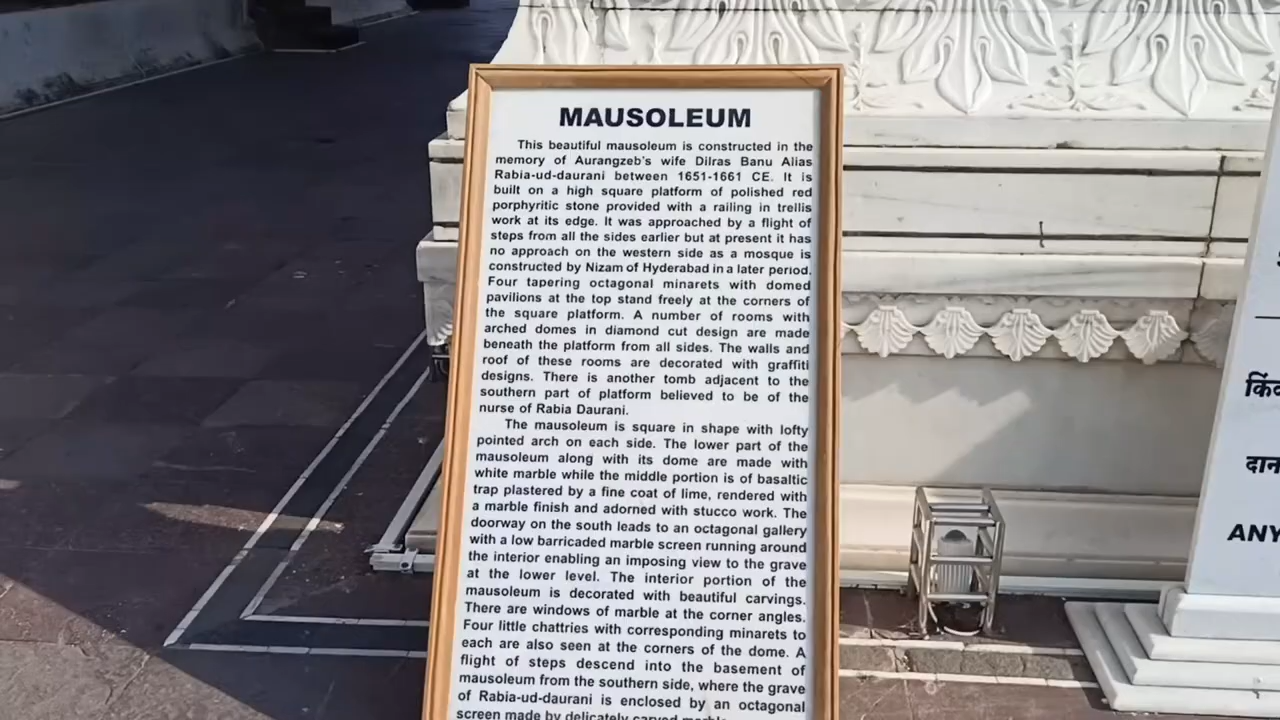 MAUSOLEUM
This beautiful mausoleum is constructed in the
memory of Aurangzeb's wife Dilras Banu Alias
Rabia-ud-daurani between 1651-1661 CE. It is
built on a high square platform of polished red
porphyritic stone provided with a railing in trellis
work at its edge. It was approached by a flight of
steps from all the sides earlier but at present it has
no approach on the western side as a mosque is
constructed by Nizam of Hyderabad in a later period.
Four tapering octagonal minarets with domed
pavilions at the top stand freely at the corners of
the square platform. A number of rooms with
arched domes in diamond cut design are made
beneath the platform from all sides. The walls and
roof of these rooms are decorated with graffiti
designs. There is another tomb adjacent to the
southern part of platform believed to be of the
nurse of Rabia Daurani.
The mausoleum is square in shape with lofty
pointed arch on each side. The lower part of the
mausoleum along with its dome are made with
white marble while the middle portion is of basaltic
trap plastered by a fine coat of lime, rendered with
a marble finish and adorned with stucco work. The
doorway on the south leads to an octagonal gallery
with a low barricaded marble screen running around
the interior enabling an imposing view to the grave
at the lower level. The interior portion of the
mausoleum is decorated with beautiful carvings.
There are windows of marble at the corner angles.
Four little chattries with corresponding minarets to
each are also seen at the corners of the dome. A
flight of steps descend into the basement of
mausoleum from the southern side, where the grave
of Rabia-ud-daurani is enclosed by an octagonal
screen made by delicately carved marble
ANY